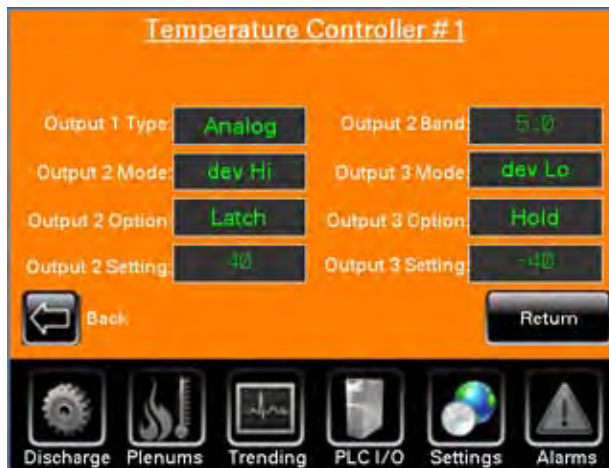 Temperature Controller #1
Output 1 Type: Analog
Output 2 Band: 5.0
Output 2 Mode: dev Hi
Output 3 Mode: dev Lo
Output 2 Option Latch
Output 3 Option Hold
Output 2 Setting: 40
Output 3 Setting: -40
Back
Return
Discharge Plenums Trending PLC I/O Settings Alarms